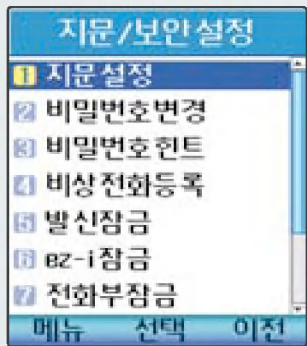 지문/보안설정
1 지문설정
2 비밀번호변경
3 비밀번호힌트
4 비상전화등록
5 발신잠금
6 ez-i잠금
7 전화부잠금
메뉴 선택 이전